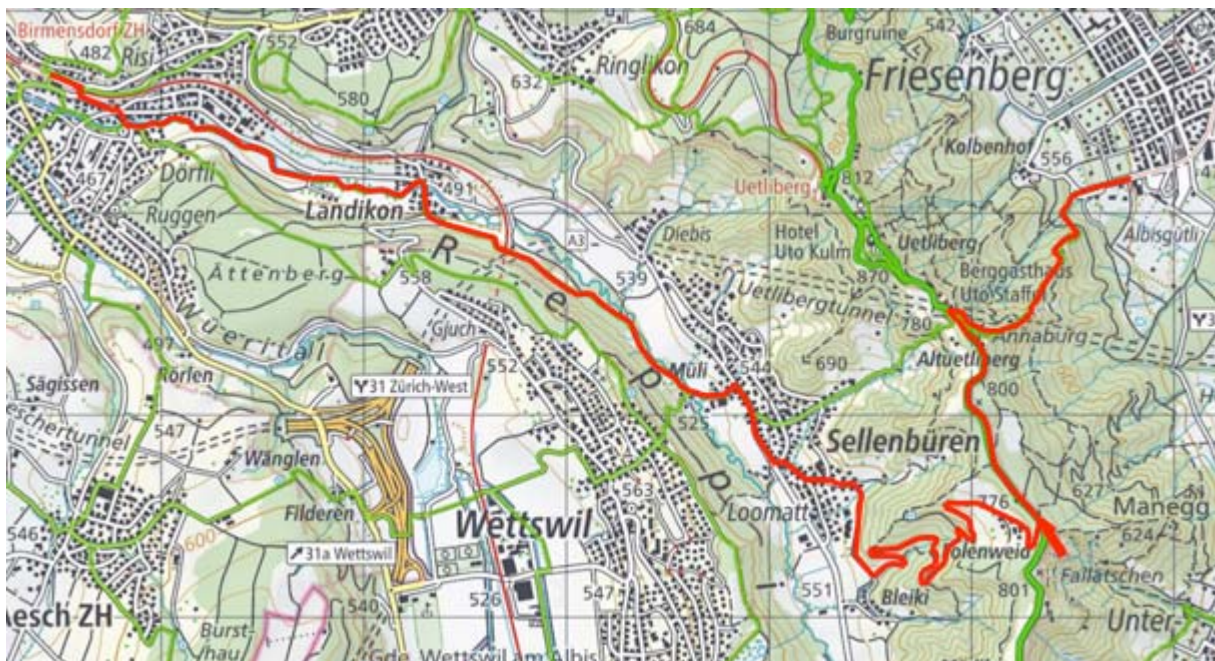 Birmensdorf ZH
482
Risi
552
580
632
Ringlikon
684
Burgruine
542
Friesenberg
Kolbenhof
556
467
Dörfli
Ruggen
Landikon
491
Uetliberg
812
Hotel
Uto Kulm
Uetliberg
870
Albisgütli
Berggasthaus
Uto Staffel
Diebis
A3
539
Ättenberg
558
R e p p i
Uetlibergtunnel
780
Annaburg
Wüerital
Gjuch
552
497
Rörlen
Sägissen
547
31 Zürich-West
Müli
544
690
Altuetliberg
800
600
525
Sellenbüren
Wänglen
Filderen
563
Wettswil
Loomatt
776
627
Manegg
624
546
600
31a Wettswil
551
Bleiki
801
Fallätschen
Aesch ZH
540
526
547
Unter-
Burst-
hau
Gde. Wettswil am Albis